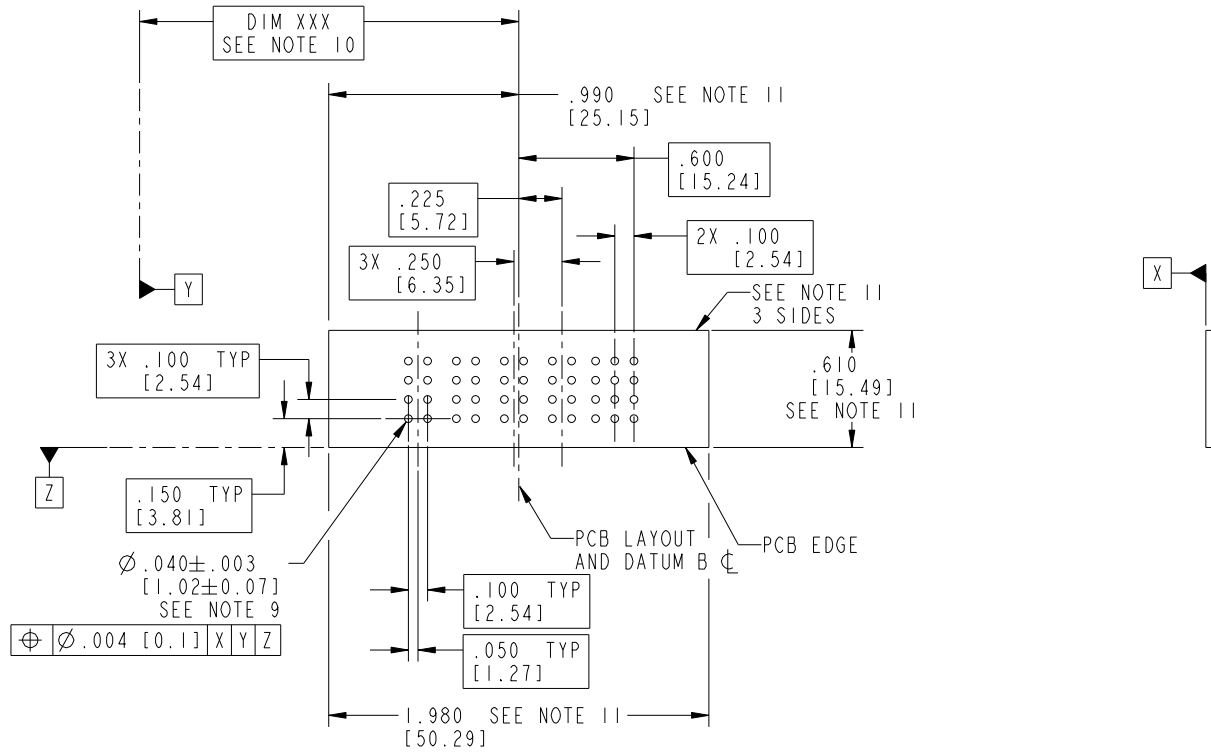 DIM XXX
SEE NOTE 10
.990 SEE NOTE 11
[25.15]
.600
[15.24]
.225
[5.72]
2X .100
[2.54]
3X .250
[6.35]
X
Y
SEE NOTE 11
3 SIDES
3X .100 TYP
[2.54]
.610
[15.49]
SEE NOTE 11
Z
.150 TYP
[3.81]
PCB LAYOUT
AND DATUM B ℄
PCB EDGE
Ø.040±.003
[1.02±0.07]
SEE NOTE 9
⌖ Ø.004 [0.1] X Y Z
.100 TYP
[2.54]
.050 TYP
[1.27]
1.980 SEE NOTE 11
[50.29]